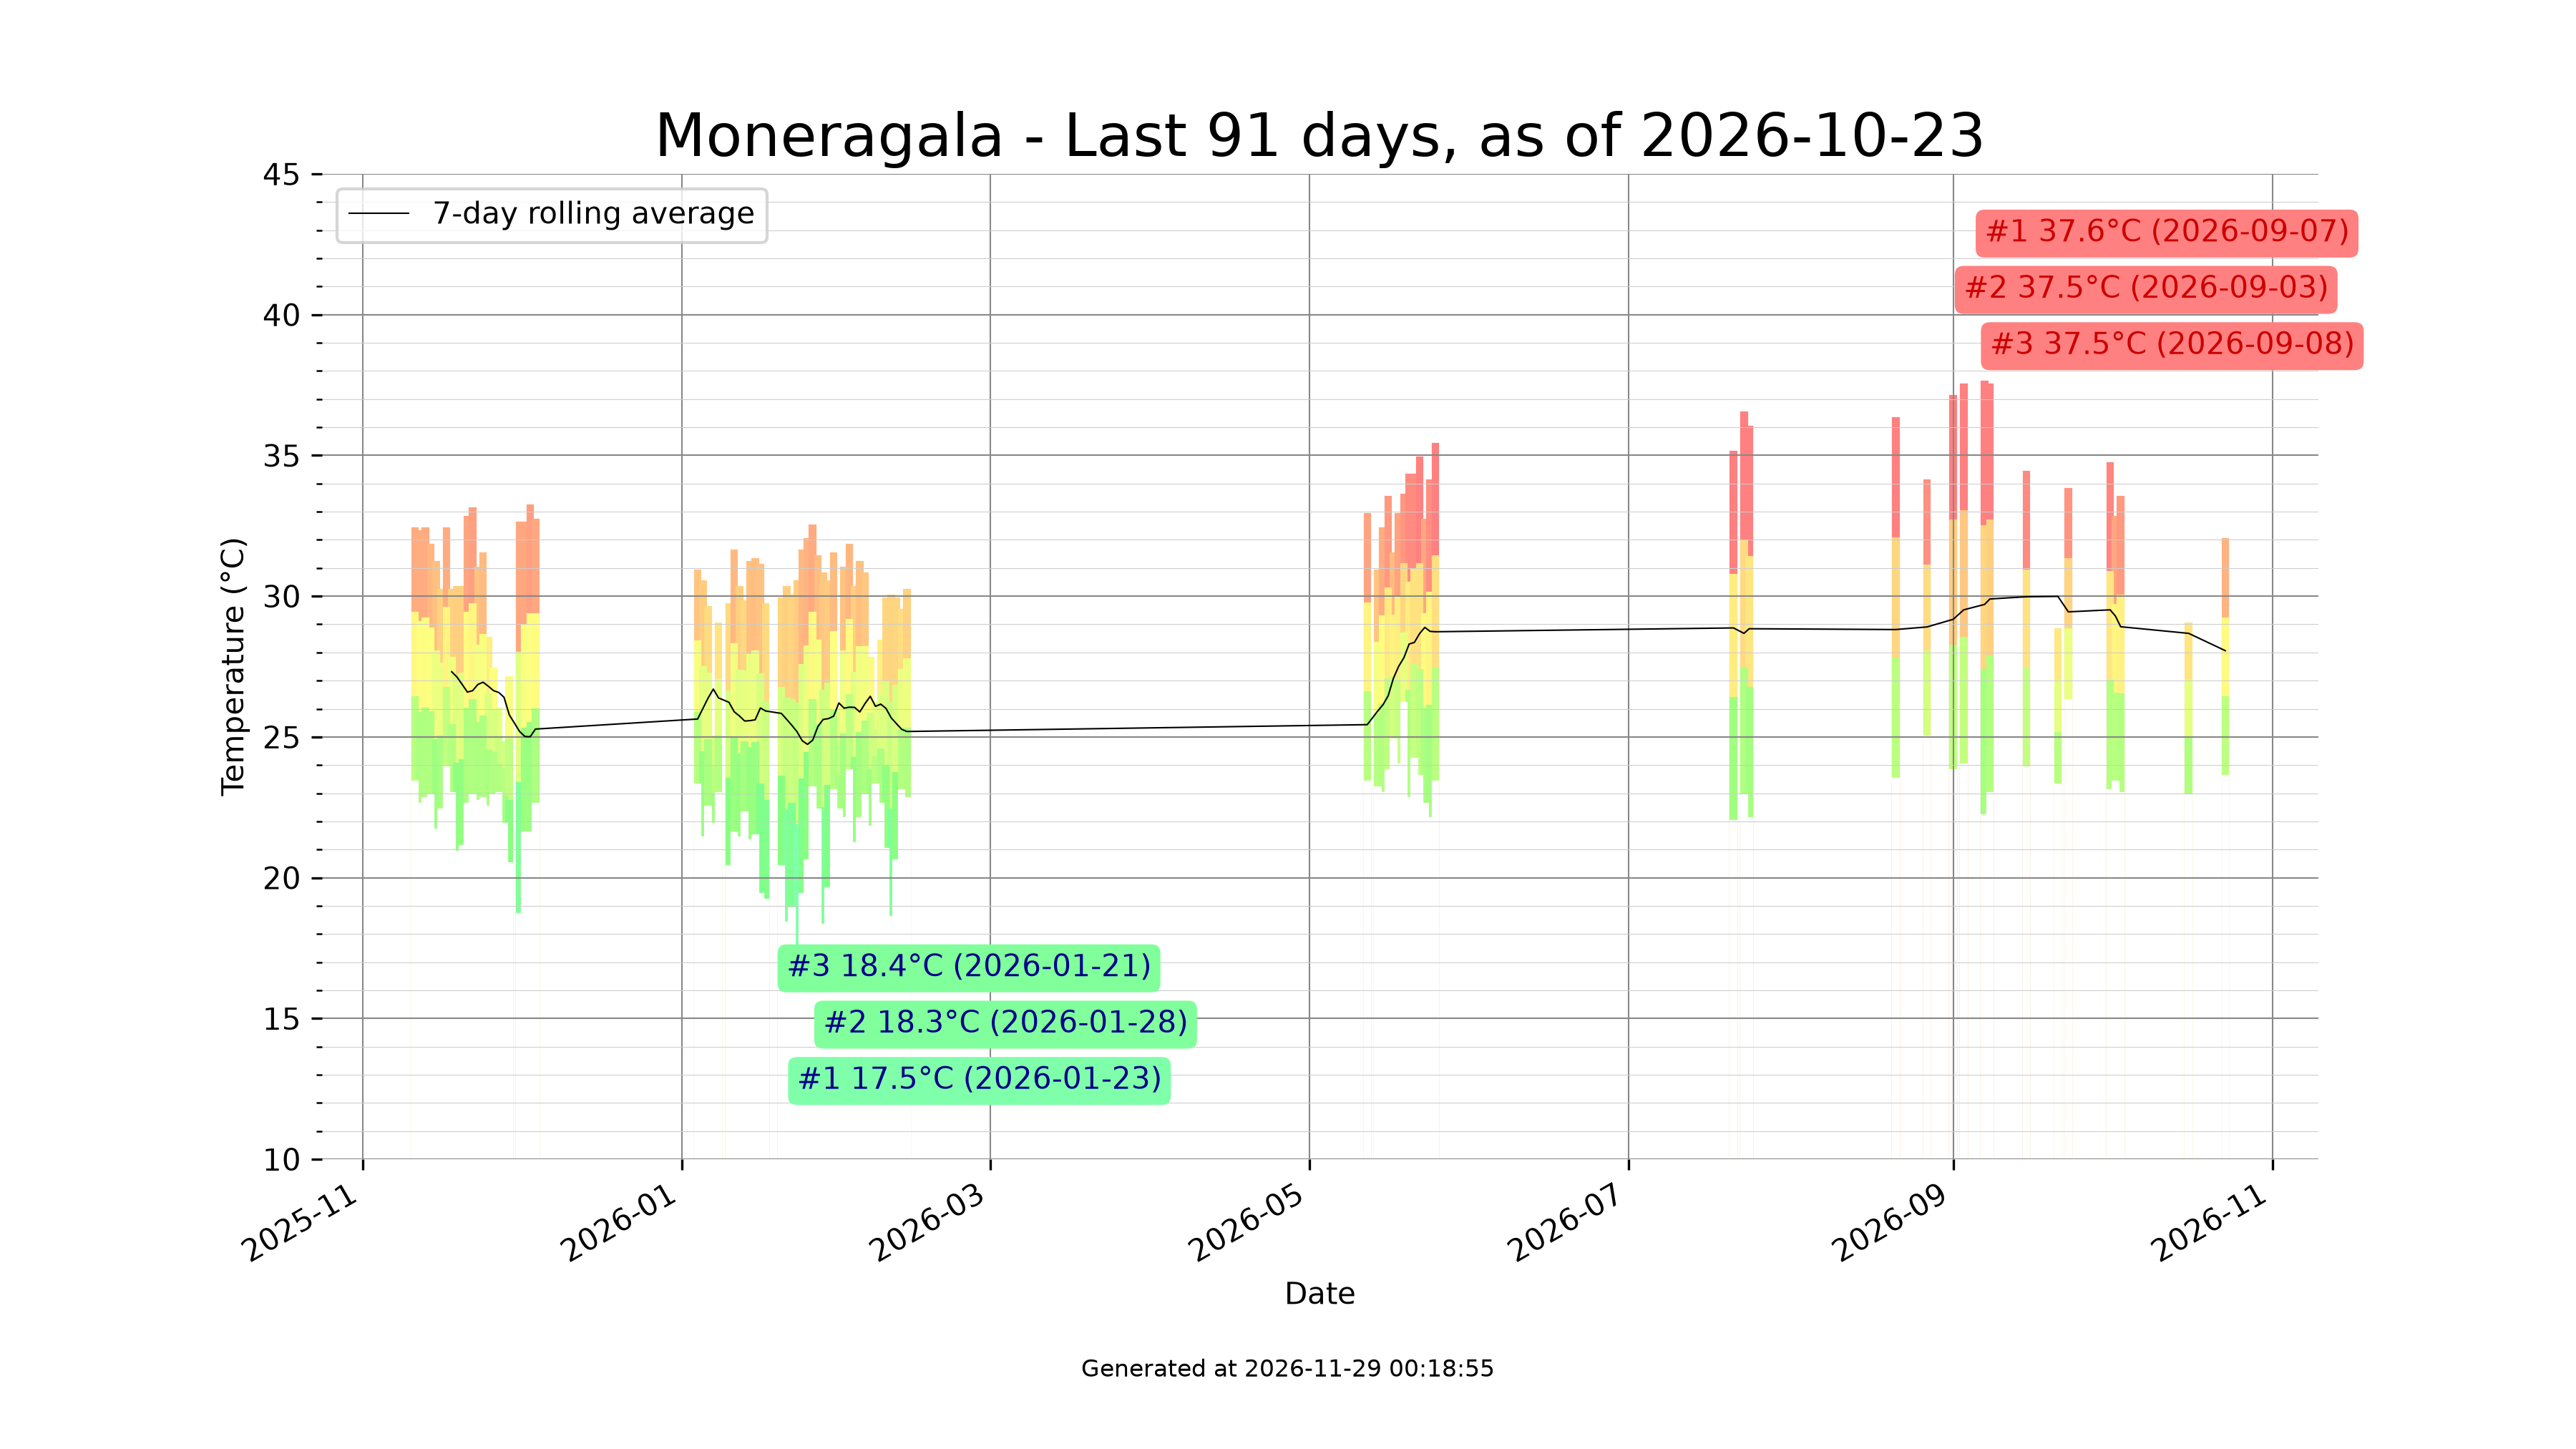 Moneragala - Last 91 days, as of 2026-10-23
45
7-day rolling average
#1 37.6°C (2026-09-07)
#2 37.5°C (2026-09-03)
40
#3 37.5°C (2026-09-08)
35
30
Temperature (°C)
25
20
#3 18.4°C (2026-01-21)
#2 18.3°C (2026-01-28)
15
#1 17.5°C (2026-01-23)
10
2025-11
2026-01
2026-03
2026-05
2026-07
2026-09
2026-11
Date
Generated at 2026-11-29 00:18:55